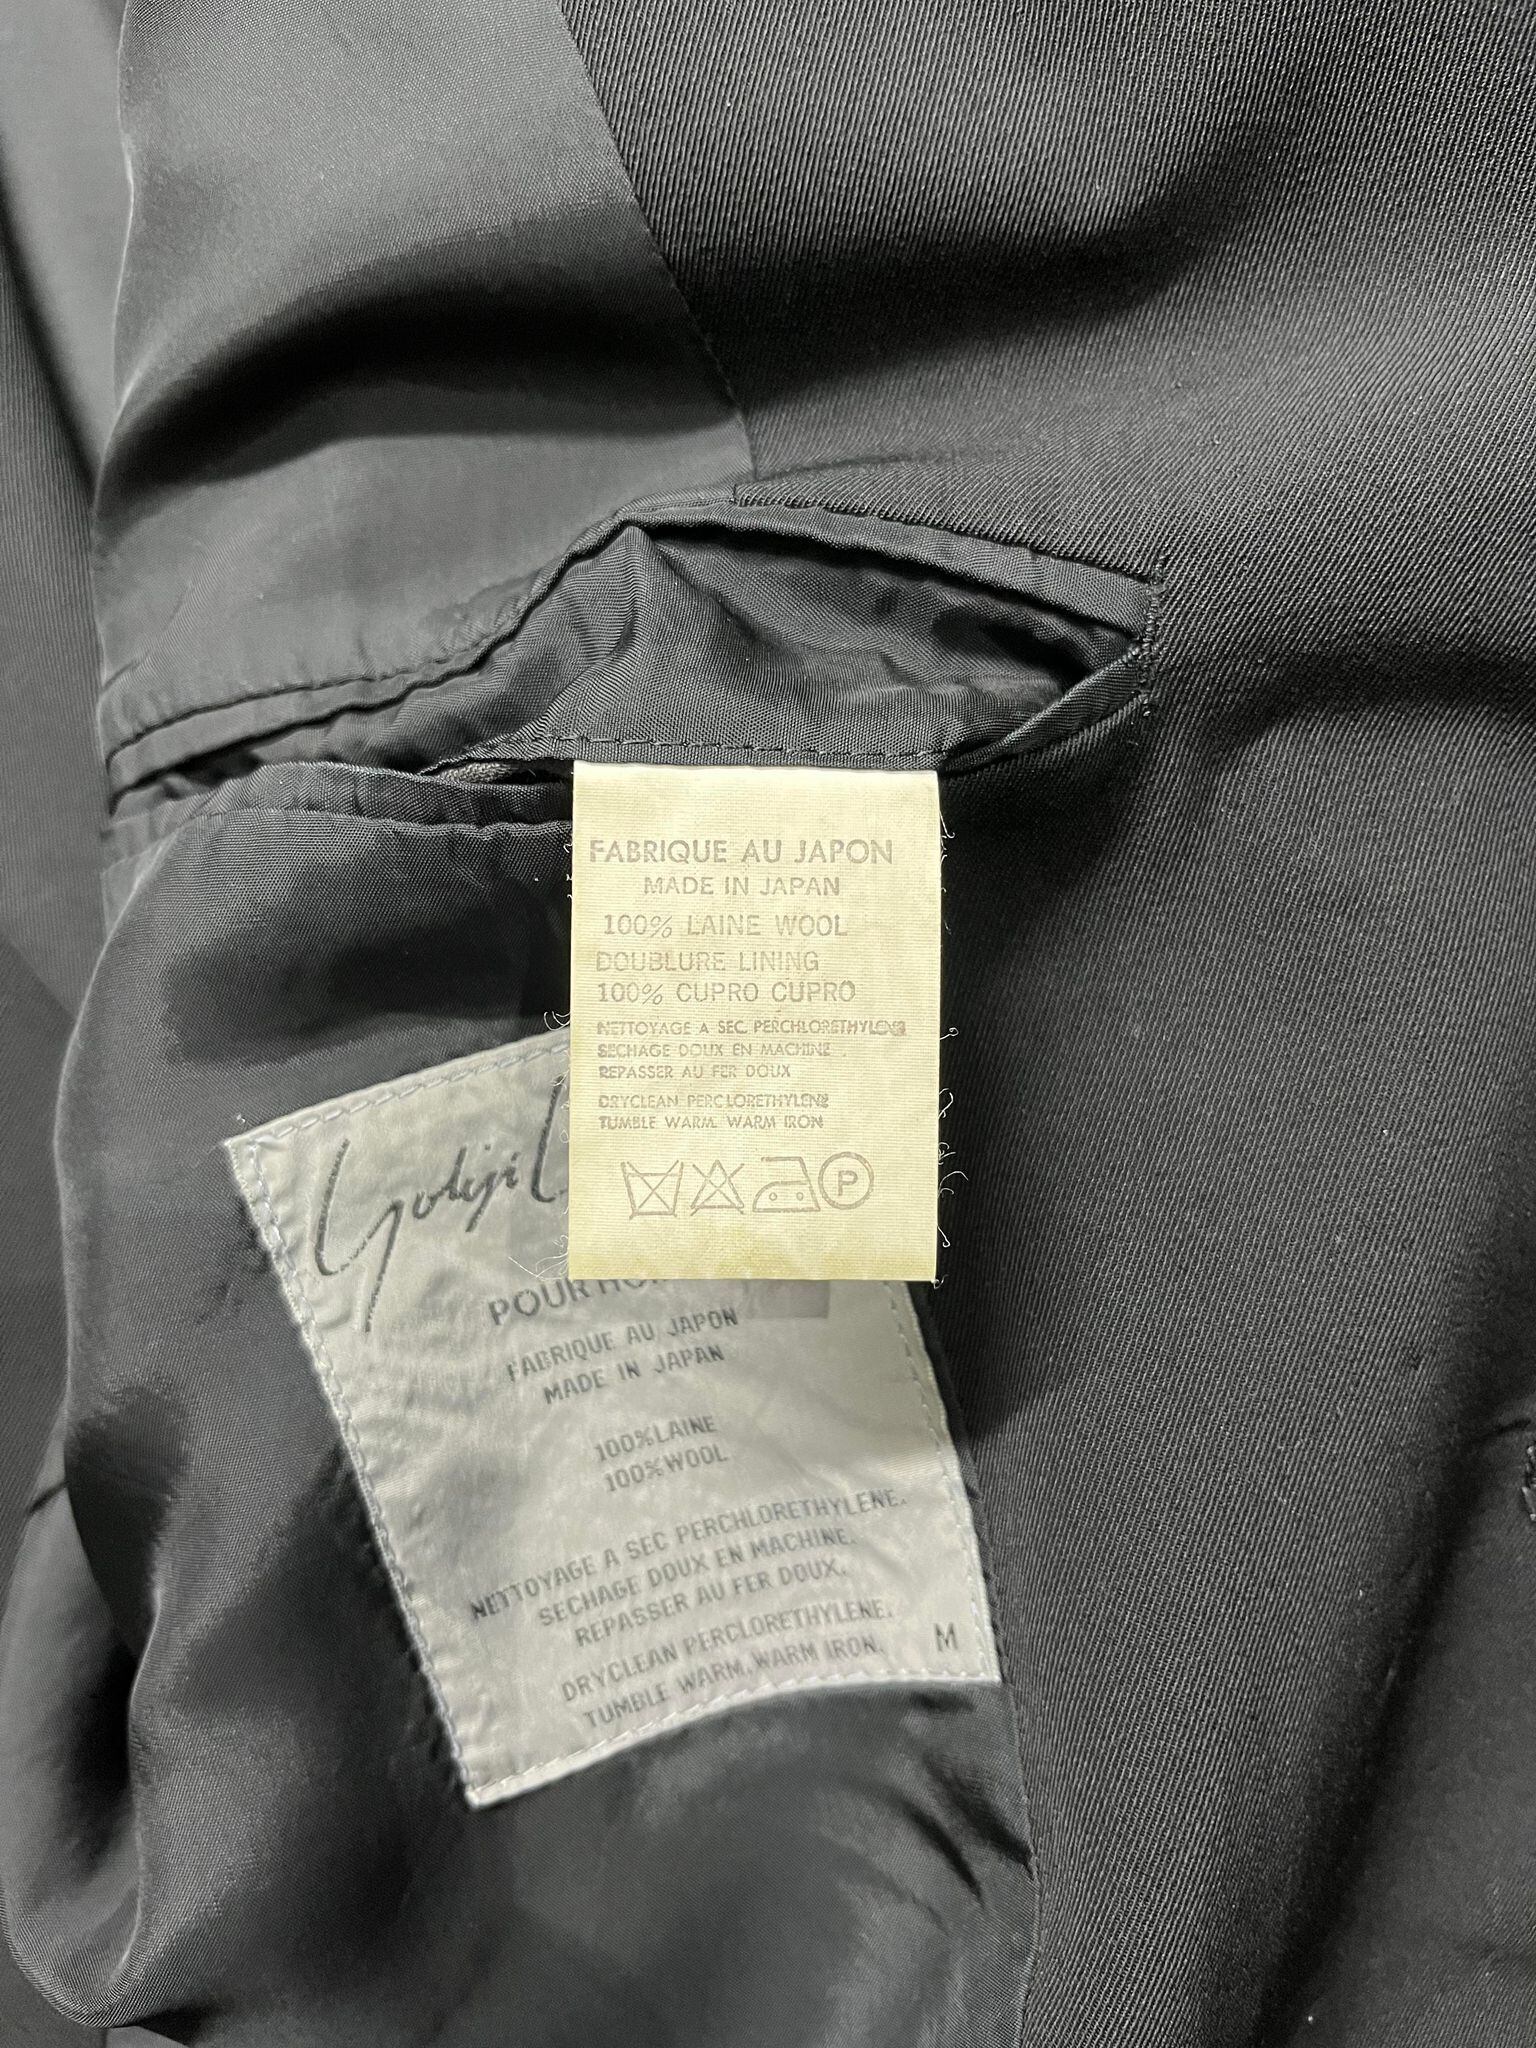 FABRIQUE AU JAPON
MADE IN JAPAN
100% LAINE WOOL
DOUBLURE LINING
100% CUPRO CUPRO
NETTOYAGE A SEC PERCHLORETHYLENE
SECHAGE DOUX EN MACHINE
REPASSER AU FER DOUX
DRYCLEAN PERCLORETHYLENE
TUMBLE WARM. WARM IRON
P
Yohji
POUR
FABRIQUE AU JAPON
MADE IN JAPAN
100%LAINE
100%WOOL
NETTOYAGE A SEC PERCHLORETHYLENE.
SECHAGE DOUX EN MACHINE.
REPASSER AU FER DOUX.
DRYCLEAN PERCLORETHYLENE.
TUMBLE WARM, WARM IRON. M